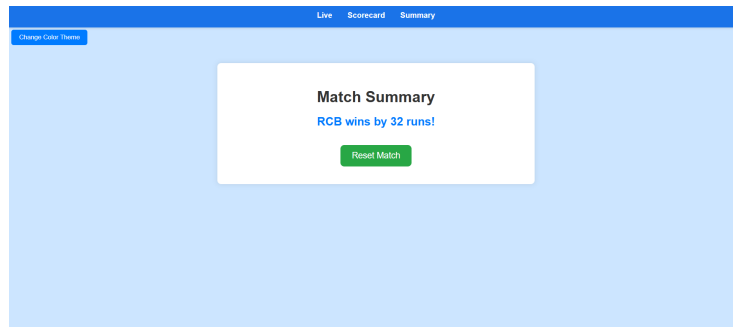 Live Scorecard Summary
Change Color Theme
Match Summary
RCB wins by 32 runs!
Reset Match